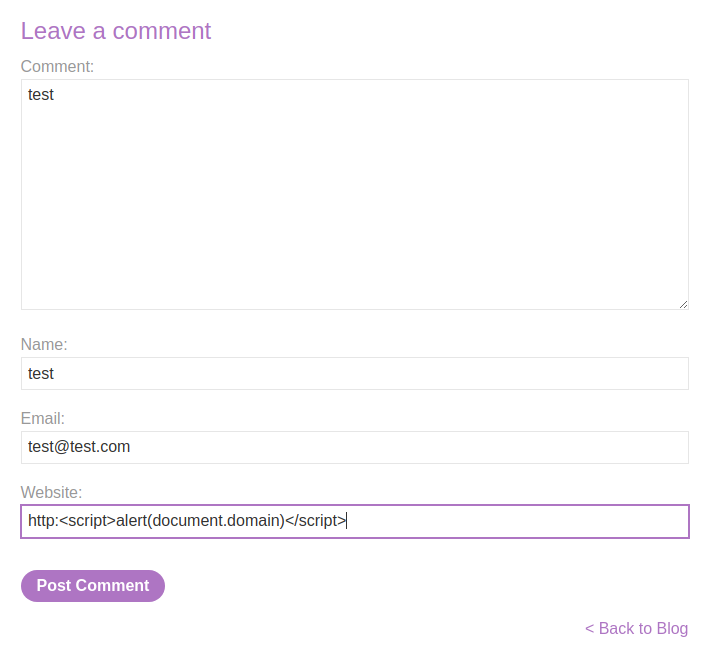 Leave a comment
Comment:
test
Name:
test
Email:
test@test.com
Website:
http:<script>alert(document.domain)</script>
Post Comment
< Back to Blog